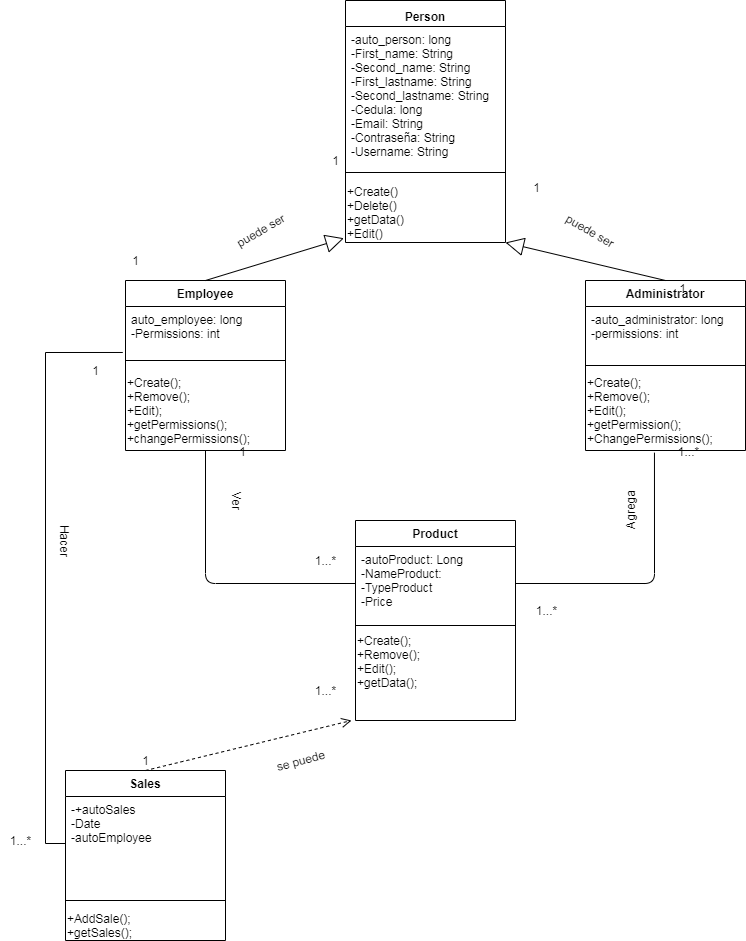 Person
-auto_person: long
-First_name: String
-Second_name: String
-First_lastname: String
-Second_lastname: String
-Cedula: long
-Email: String
-Contraseña: String
-Username: String
1
+Create()
+Delete()
+getData()
+Edit()
1
puede ser
puede ser
1
1
Employee
auto_employee: long
-Permissions: int
+Create();
+Remove();
+Edit);
+getPermissions();
+changePermissions();
1
1
Administrator
-auto_administrator: long
-permissions: int
+Create();
+Remove();
+Edit();
+getPermission();
+ChangePermissions();
1...*
Ver
Agrega
Hacer
Product
-autoProduct: Long
-NameProduct:
-TypeProduct
-Price
1...*
1...*
+Create();
+Remove();
+Edit();
+getData();
1...*
1
se puede
Sales
-+autoSales
-Date
-autoEmployee
1...*
+AddSale();
+getSales();